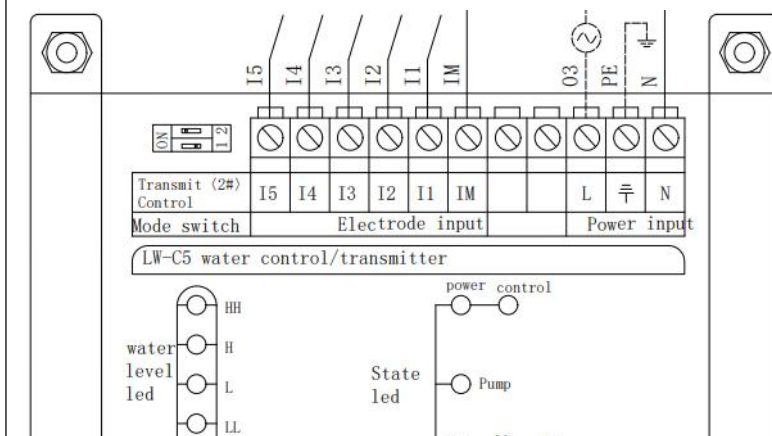 I5 I4 I3 I2 I1 IM O3 PE N
ON 1 2
Transmit (2#)
Control
I5 I4 I3 I2 I1 IM L N
Mode switch Electrode input Power input
LW-C5 water control/transmitter
power control
HH
water
level
led
H
L
LL
State
led
Pump